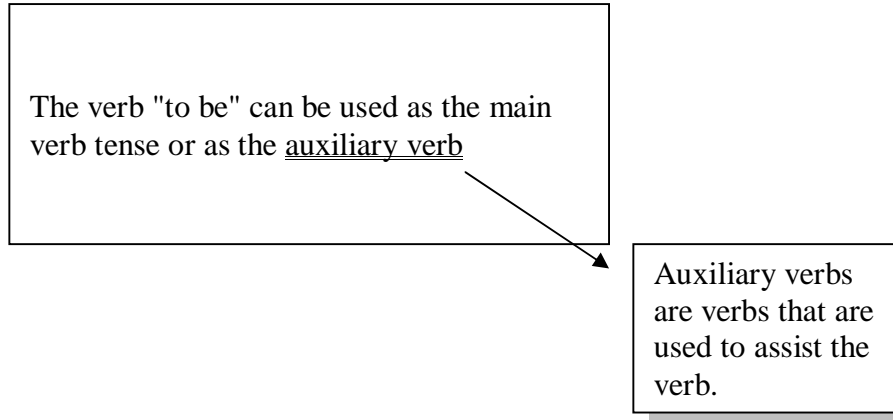 The verb "to be" can be used as the main
verb tense or as the auxiliary verb
Auxiliary verbs
are verbs that are
used to assist the
verb.